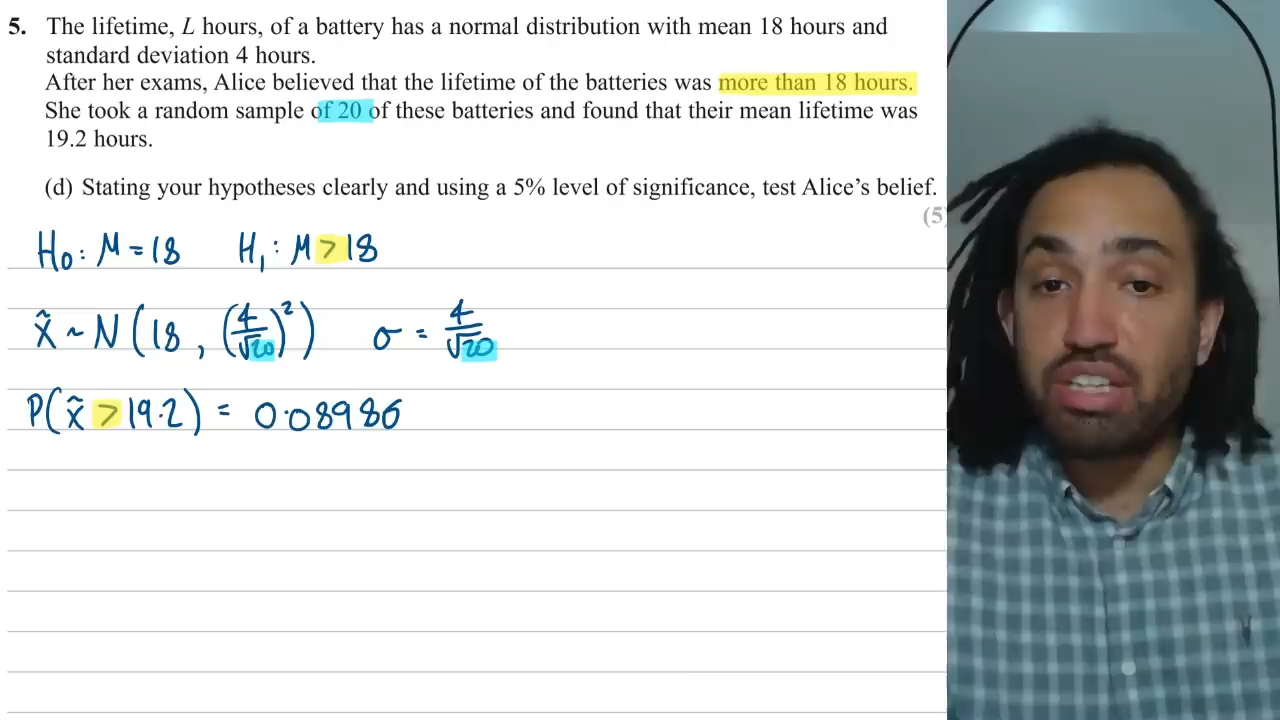 5. The lifetime, L hours, of a battery has a normal distribution with mean 18 hours and
standard deviation 4 hours.
After her exams, Alice believed that the lifetime of the batteries was more than 18 hours.
She took a random sample of 20 of these batteries and found that their mean lifetime was
19.2 hours.
(d) Stating your hypotheses clearly and using a 5% level of significance, test Alice’s belief.
(5)
H₀ : M = 18 H₁ : M > 18
x̃ ~ N(18, (4/√20)²) σ = 4/√20
P(x̃ > 19.2) = 0.08986